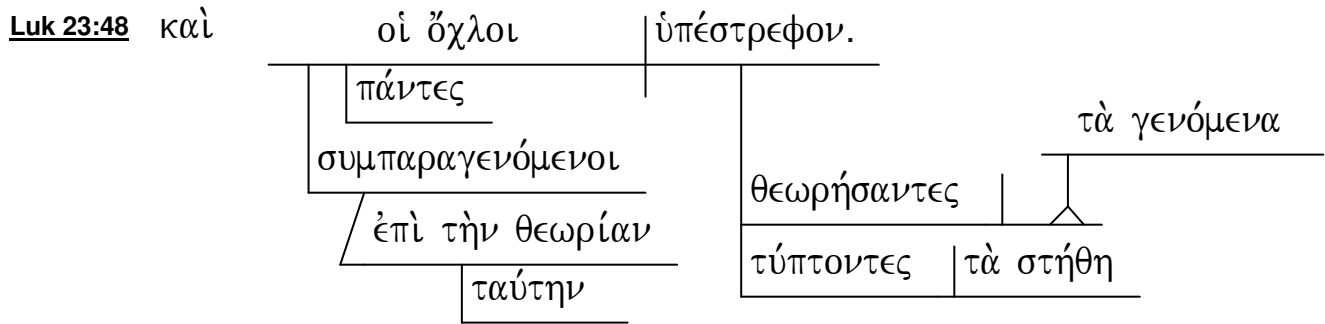 Luk 23:48 καὶ οἱ ὄχλοι ὑπέστρεφον.
πάντες
τὰ γενόμενα
συμπαραγενόμενοι
θεωρήσαντες
ἐπὶ τὴν θεωρίαν
τύπτοντες τὰ στήθη
ταύτην